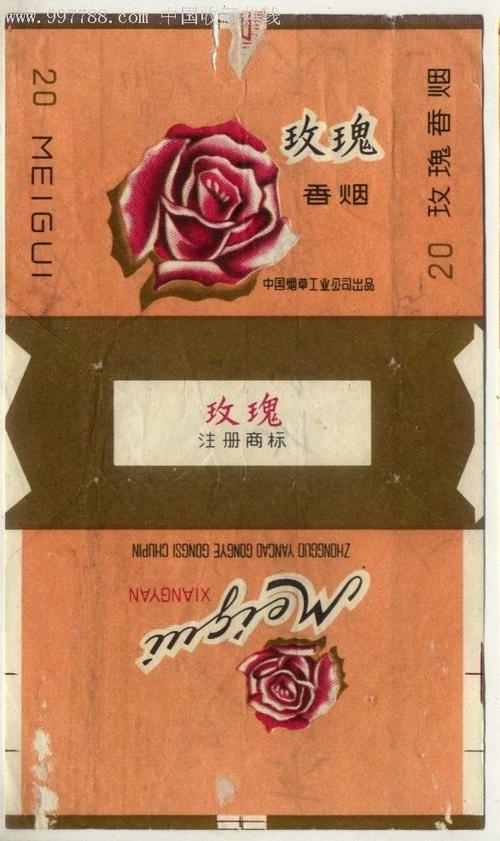 www.997788.com 中国收藏热线
20 MEIGUI
玫瑰
香烟
中国烟草工业公司出品
20 玫瑰香烟
玫瑰
注册商标
ZHONGGUO YANCAO GONGYE GONGSI CHUPIN
XIANGYAN
Meigui